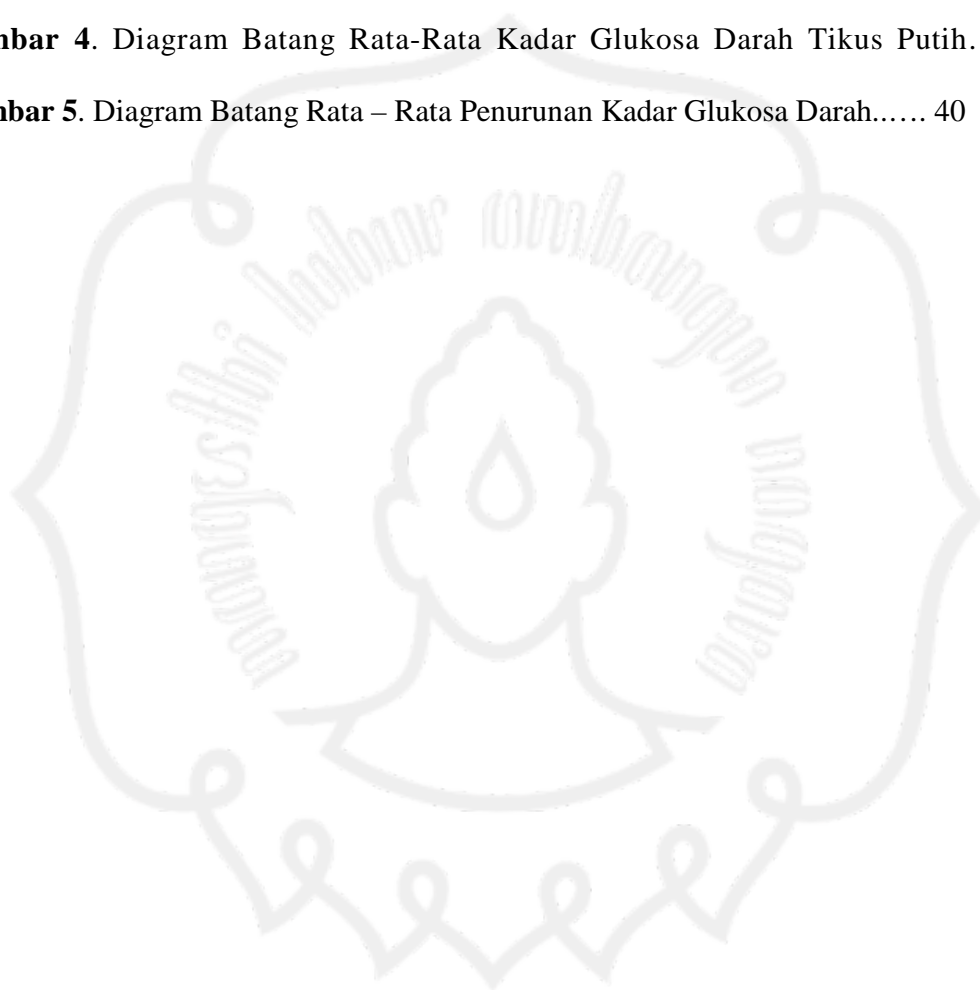 mbar 4. Diagram Batang Rata-Rata Kadar Glukosa Darah Tikus Putih.
nbar 5. Diagram Batang Rata – Rata Penurunan Kadar Glukosa Darah..…. 40